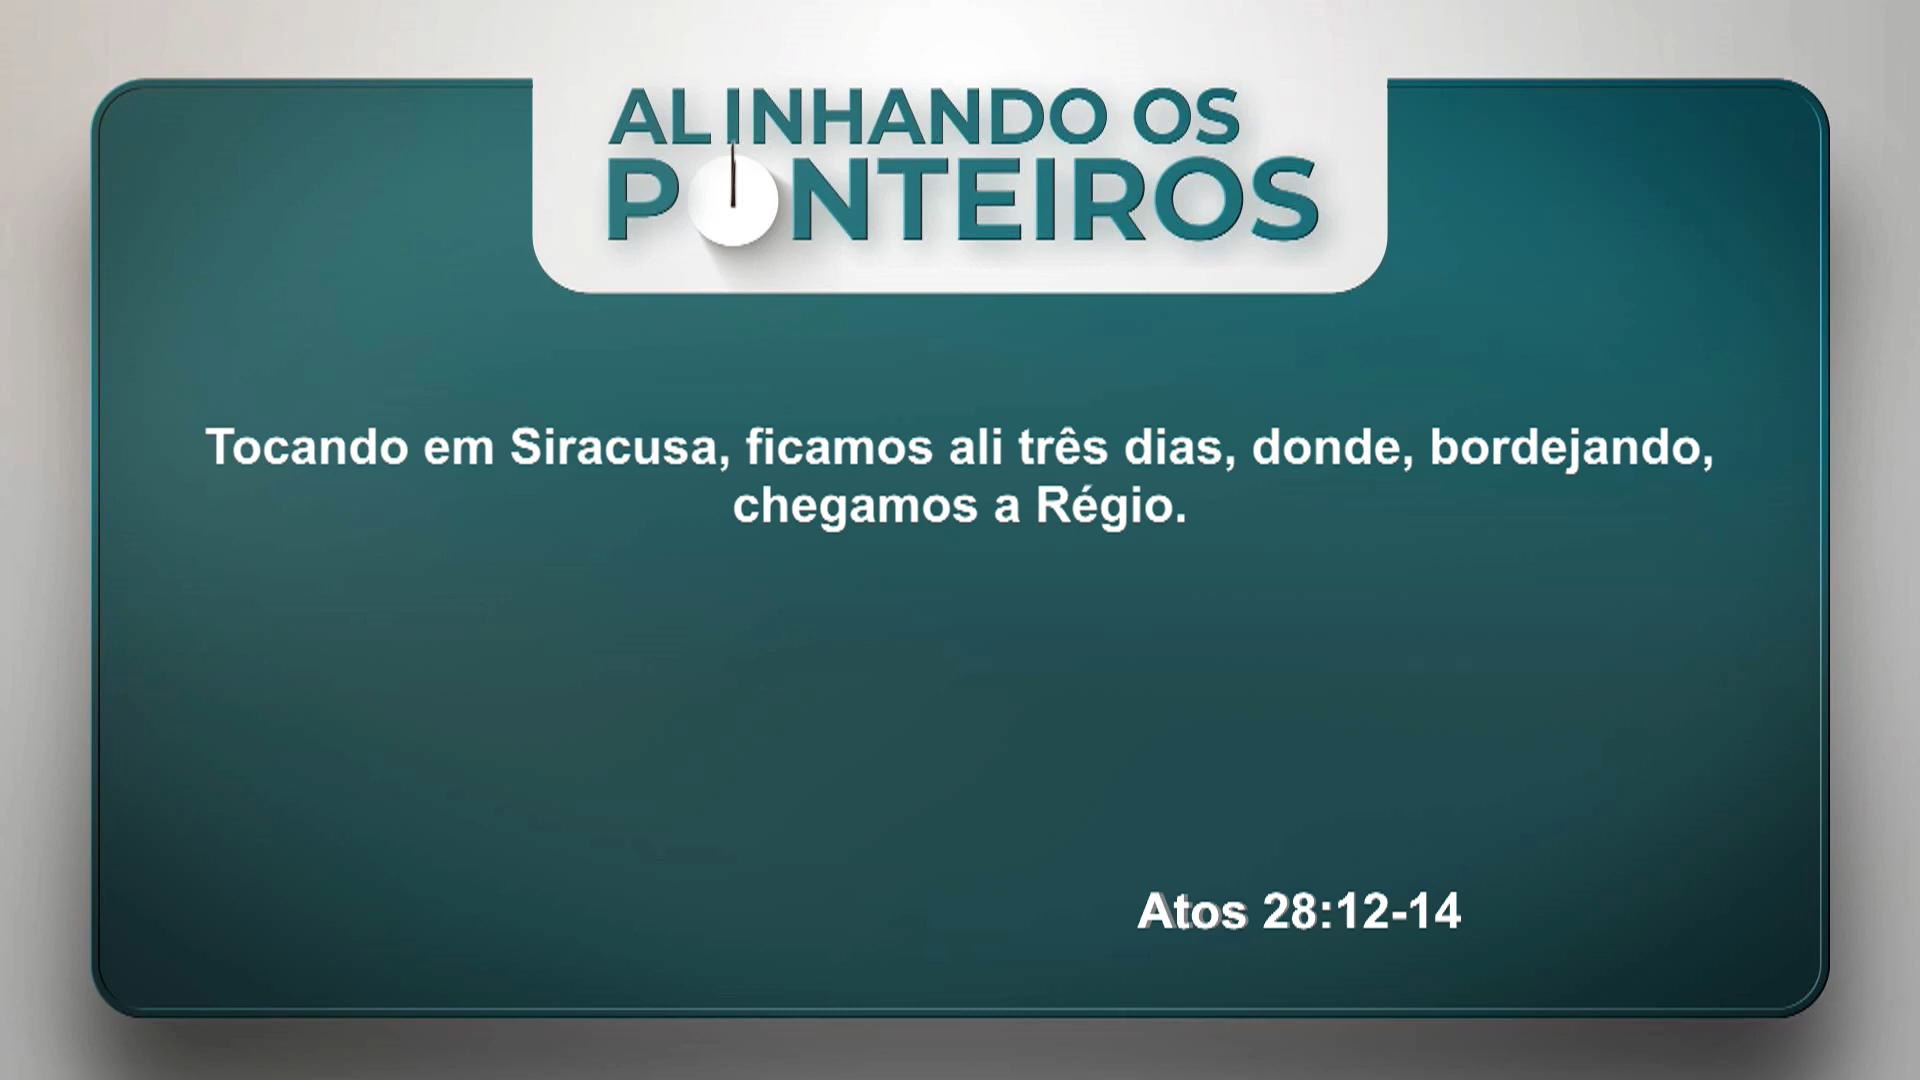 ALINHANDO OS
PONTEIROS
Tocando em Siracusa, ficamos ali três dias, donde, bordejando,
chegamos a Régio.
Atos 28:12-14